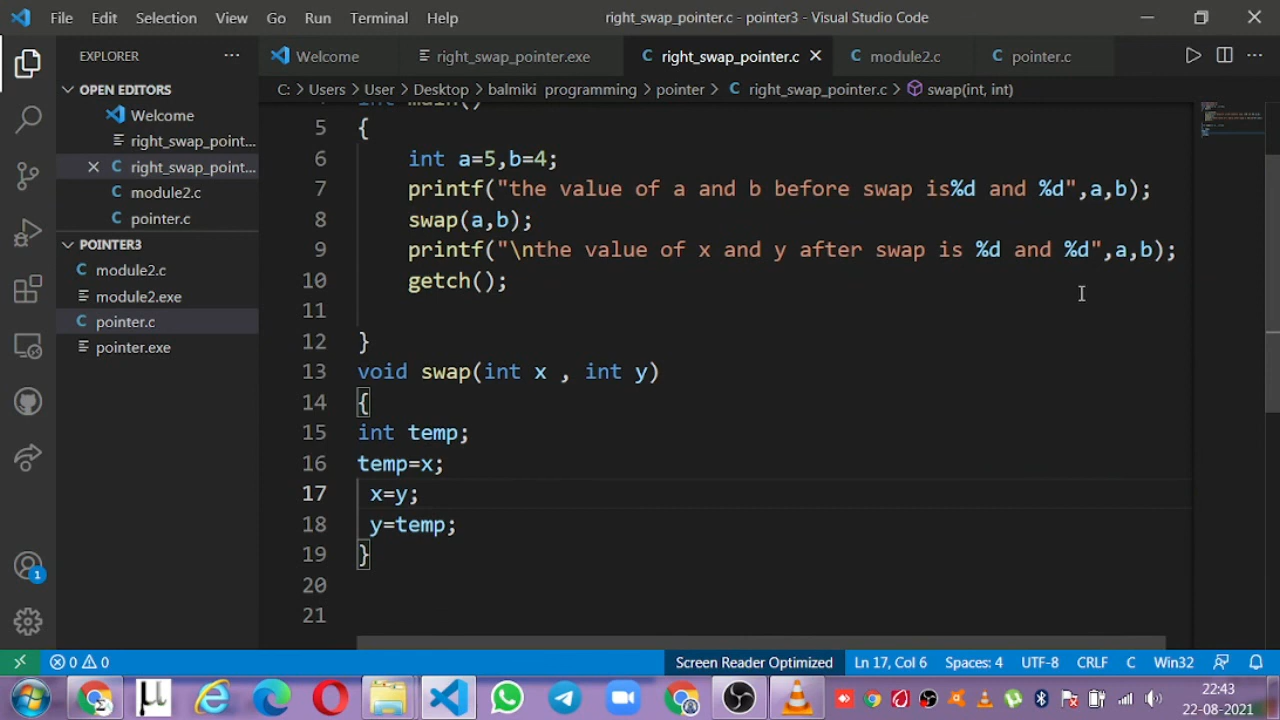 File Edit Selection View Go Run Terminal Help right_swap_pointer.c - pointer3 - Visual Studio Code
EXPLORER ...
Welcome right_swap_pointer.exe C right_swap_pointer.c module2.c C pointer.c
C: > Users > User > Desktop > balmiki programming > pointer > C right_swap_pointer.c > swap(int, int)
OPEN EDITORS
Welcome
right_swap_point...
C right_swap_point...
C module2.c
C pointer.c
POINTER3
C module2.c
module2.exe
C pointer.c
pointer.exe
int main()
5 {
6 int a=5,b=4;
7 printf("the value of a and b before swap is%d and %d",a,b);
8 swap(a,b);
9 printf("\nthe value of x and y after swap is %d and %d",a,b);
10 getch();
11
12 }
13 void swap(int x , int y)
14 {
15 int temp;
16 temp=x;
17 x=y;
18 y=temp;
19 }
20
21
1
0 0 Screen Reader Optimized Ln 17, Col 6 Spaces: 4 UTF-8 CRLF C Win32
22:43
22-08-2021